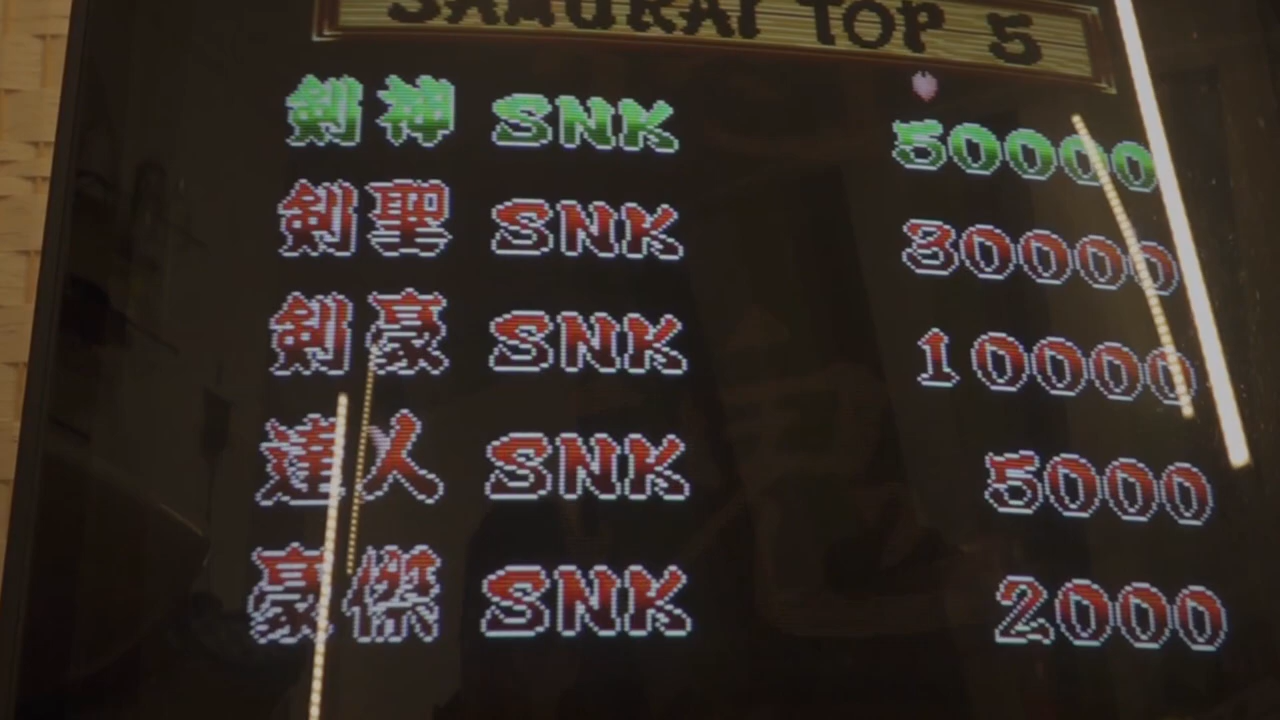 SAMURAI TOP 5
剣神 SNK 50000
剣聖 SNK 30000
剣豪 SNK 10000
達人 SNK 5000
豪傑 SNK 2000